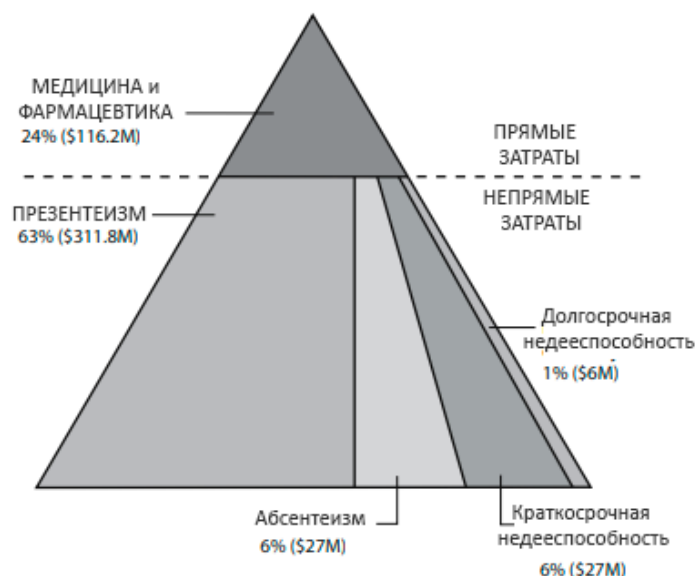 МЕДИЦИНА и
ФАРМАЦЕВТИКА
24% ($116.2M)
ПРЯМЫЕ
ЗАТРАТЫ
НЕПРЯМЫЕ
ЗАТРАТЫ
ПРЕЗЕНТЕИЗМ
63% ($311.8M)
Долгосрочная
недееспособность
1% ($6M)
Абсентеизм
6% ($27M)
Краткосрочная
недееспособность
6% ($27M)